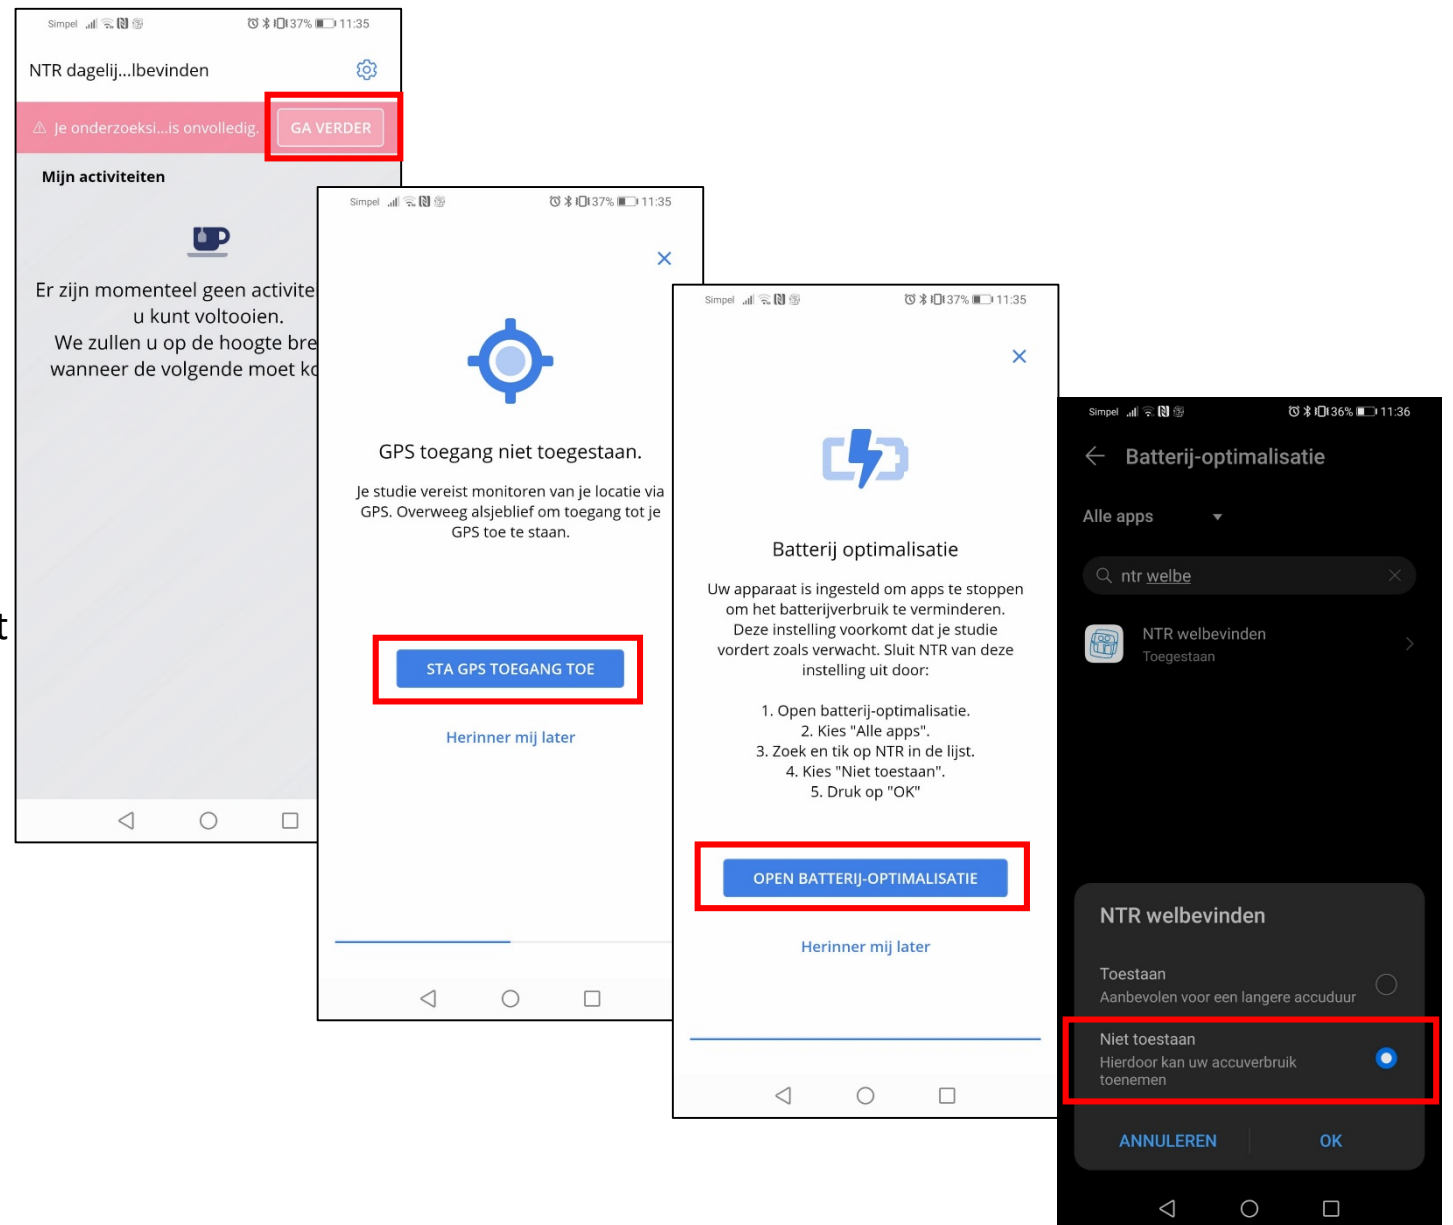 Simpel 37% 11:35
NTR dagelij...lbevinden
Je onderzoeksi...is onvolledig. GA VERDER
Mijn activiteiten
Er zijn momenteel geen activite
u kunt voltooien.
We zullen u op de hoogte bre
wanneer de volgende moet
t
Simpel 37% 11:35
GPS toegang niet toegestaan.
Je studie vereist monitoren van je locatie via
GPS. Overweeg alsjeblief om toegang tot je
GPS toe te staan.
STA GPS TOEGANG TOE
Herinner mij later
Simpel 37% 11:35
Batterij optimalisatie
Uw apparaat is ingesteld om apps te stoppen
om het batterijverbruik te verminderen.
Deze instelling voorkomt dat je studie
vordert zoals verwacht. Sluit NTR van deze
instelling uit door:
1. Open batterij-optimalisatie.
2. Kies "Alle apps".
3. Zoek en tik op NTR in de lijst.
4. Kies "Niet toestaan".
5. Druk op "OK"
OPEN BATTERIJ-OPTIMALISATIE
Herinner mij later
Simpel 36% 11:36
Batterij-optimalisatie
Alle apps
ntr welbe
NTR welbevinden
Toegestaan
NTR welbevinden
Toestaan
Aanbevolen voor een langere accuduur
Niet toestaan
Hierdoor kan uw accuverbruik
toenemen
ANNULEREN OK